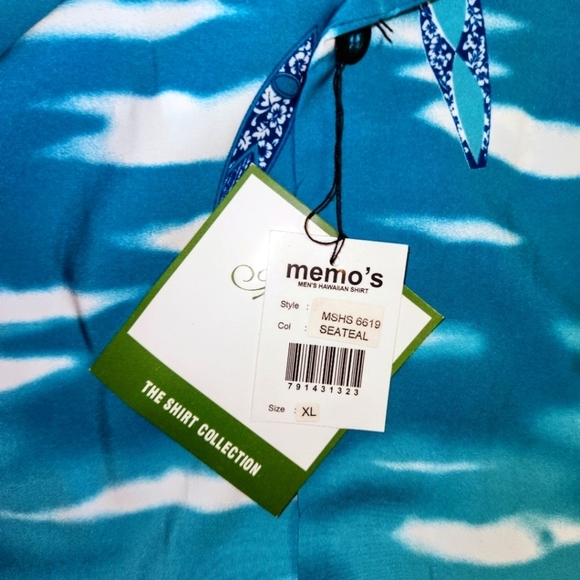 memo's
MEN'S HAWAIIAN SHIRT
Style :
MSHS 6619
Col :
SEATEAL
791431323
Size : XL
THE SHIRT COLLECTION